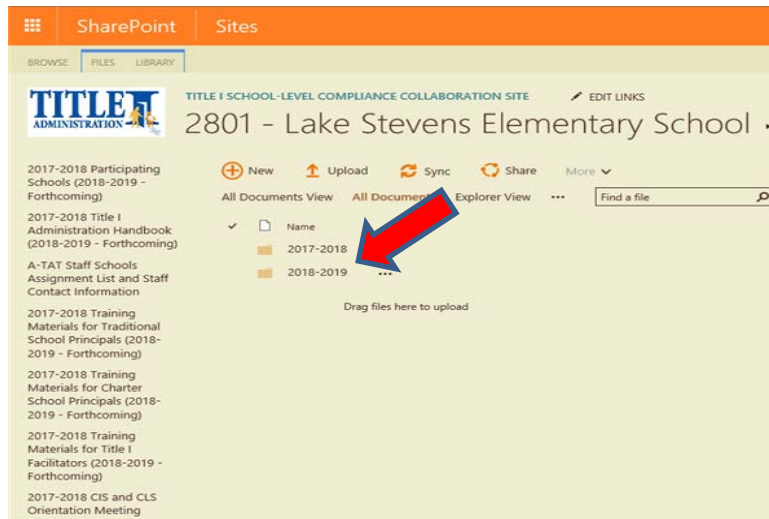 SharePoint Sites
BROWSE FILES LIBRARY
TITLE I
ADMINISTRATION
TITLE I SCHOOL-LEVEL COMPLIANCE COLLABORATION SITE EDIT LINKS
2801 - Lake Stevens Elementary School
2017-2018 Participating
Schools (2018-2019 -
Forthcoming)
2017-2018 Title I
Administration Handbook
(2018-2019 - Forthcoming)
A-TAT Staff Schools
Assignment List and Staff
Contact Information
2017-2018 Training
Materials for Traditional
School Principals (2018-
2019 - Forthcoming)
2017-2018 Training
Materials for Charter
School Principals (2018-
2019 - Forthcoming)
2017-2018 Training
Materials for Title I
Facilitators (2018-2019 -
Forthcoming)
2017-2018 CIS and CLS
Orientation Meeting
New Upload Sync Share More
All Documents View All Document Explorer View ••• Find a file
Name
2017-2018
2018-2019 •••
Drag files here to upload